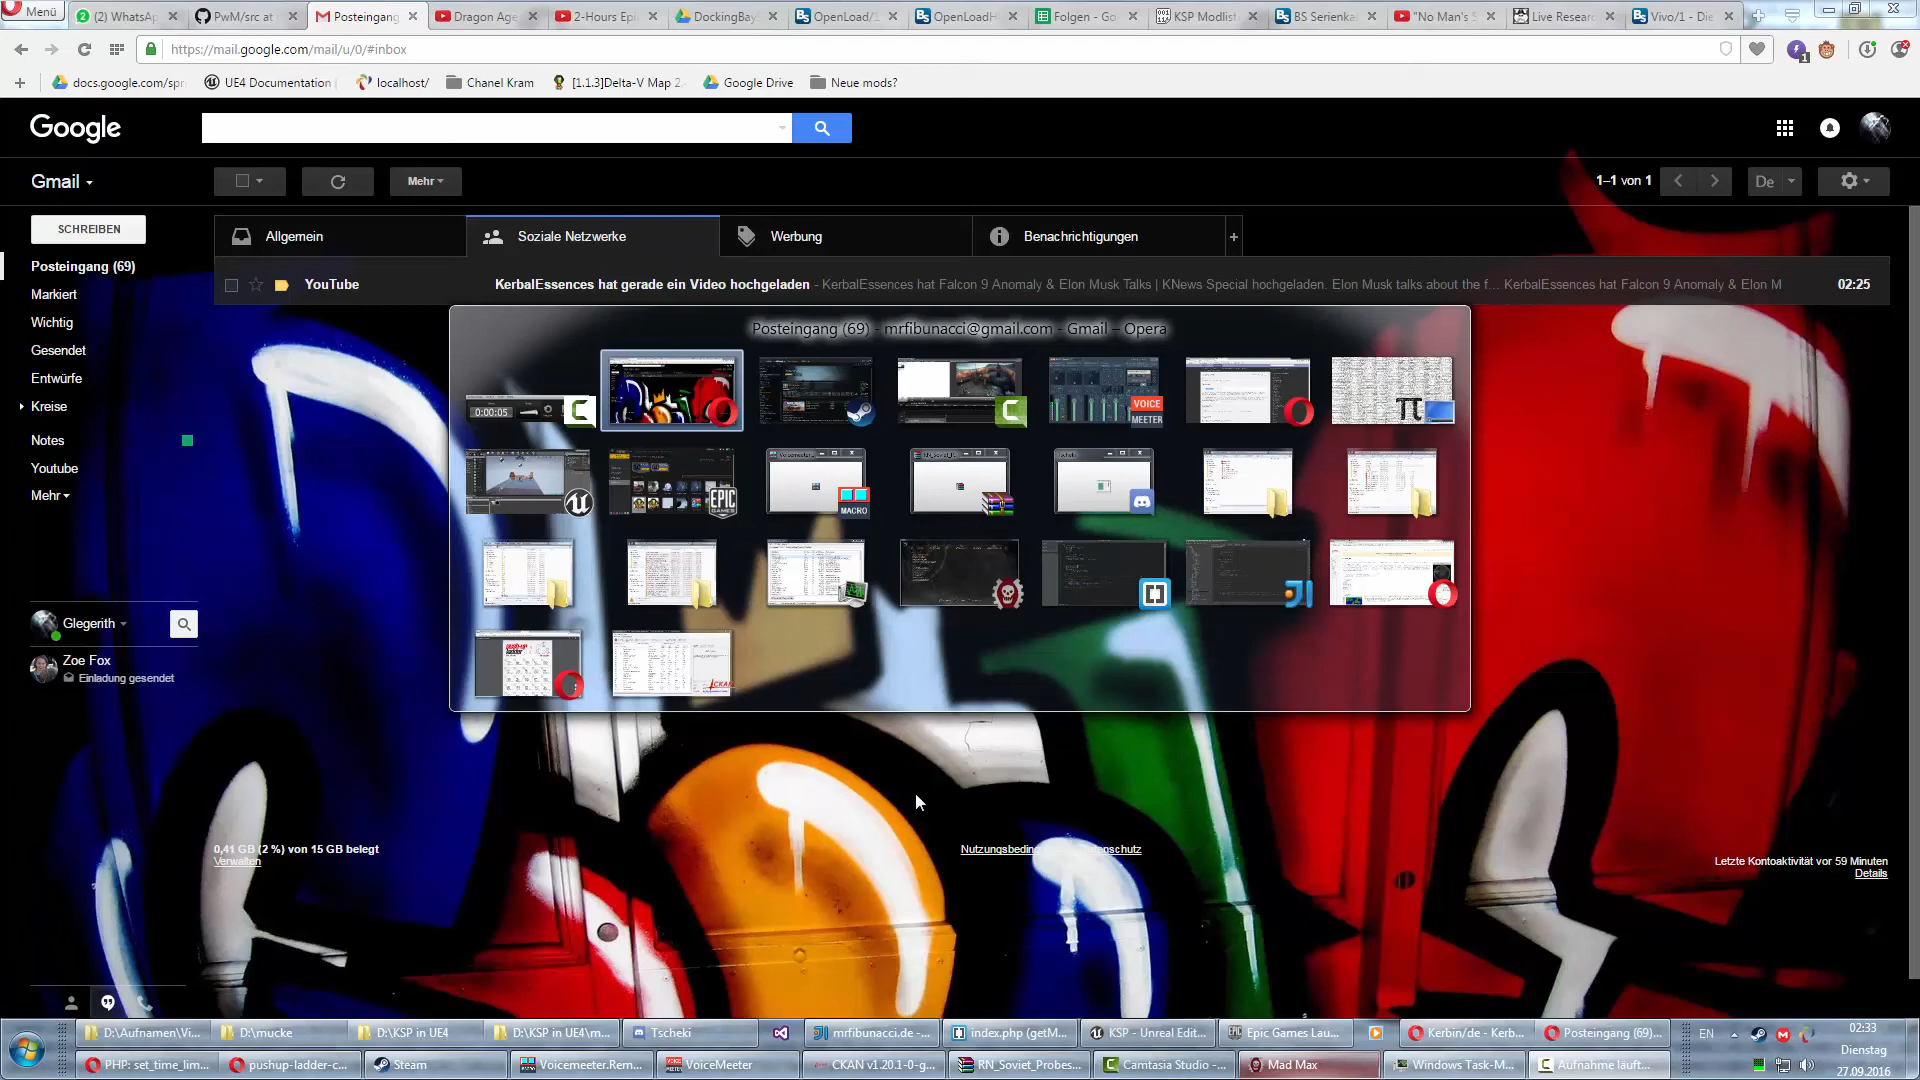 Menü
(2) WhatsA
PwM/src at
Posteingang
Dragon Age
2-Hours Epi
DockingBay
OpenLoad/
OpenLoadH
Folgen - Go
KSP Modlist
BS Serienka
"No Man's S
Live Resear
Vivo/1 - Die
https://mail.google.com/mail/u/0/#inbox
docs.google.com/spr
UE4 Documentation
localhost/
Chanel Kram
[1.1.3]Delta-V Map 2.
Google Drive
Neue mods?
Google
Gmail
Mehr
1–1 von 1
De
SCHREIBEN
Allgemein
Soziale Netzwerke
Werbung
Benachrichtigungen
Posteingang (69)
YouTube
KerbalEssences hat gerade ein Video hochgeladen - KerbalEssences hat Falcon 9 Anomaly & Elon Musk Talks | KNews Special hochgeladen. Elon Musk talks about the f... KerbalEssences hat Falcon 9 Anomaly & Elon M
02:25
Markiert
Wichtig
Gesendet
Entwürfe
Kreise
Notes
Youtube
Mehr
Posteingang (69) - mrfibunacci@gmail.com - Gmail – Opera
0:00:05
VOICE
MEETER
EPIC
GAMES
MACRO
CKAN
Glegerith
Zoe Fox
Einladung gesendet
0,41 GB (2 %) von 15 GB belegt
Verwalten
Letzte Kontoaktivität vor 59 Minuten
Details
D:\Aufnamen\Vi...
D:\mucke
D:\KSP in UE4
D:\KSP in UE4\m...
Tscheki
mrfibunacci.de -...
index.php (getM...
KSP - Unreal Edit...
Epic Games Lau...
Kerbin/de - Kerb...
Posteingang (69)...
EN
02:33
Dienstag
27.09.2016
PHP: set_time_lim...
pushup-ladder-c...
Steam
Voicemeeter.Rem...
VoiceMeeter
CKAN v1.20.1-0-g...
RN_Soviet_Probes...
Camtasia Studio -...
Mad Max
Windows Task-M...
Aufnahme läuft...